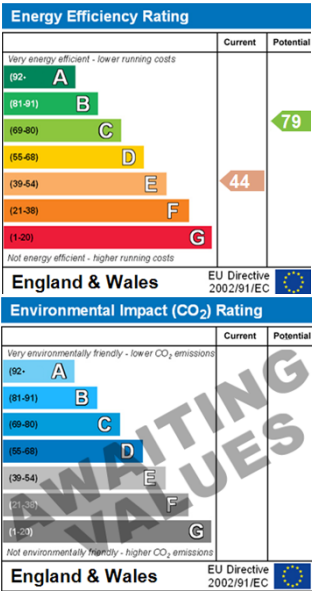 Energy Efficiency Rating
Current Potential
Very energy efficient - lower running costs
(92- A
(81-91) B
(69-80) C
79
(55-68) D
(39-54) E
44
(21-38) F
(1-20) G
Not energy efficient - higher running costs
England & Wales
EU Directive
2002/91/EC
Environmental Impact (CO2) Rating
Current Potential
Very environmentally friendly - lower CO2 emissions
(92- A
(81-91) B
(69-80) C
(55-68) D
(39-54) E
(21-38) F
(1-20) G
AWAITING
VALUES
Not environmentally friendly - higher CO2 emissions
England & Wales
EU Directive
2002/91/EC